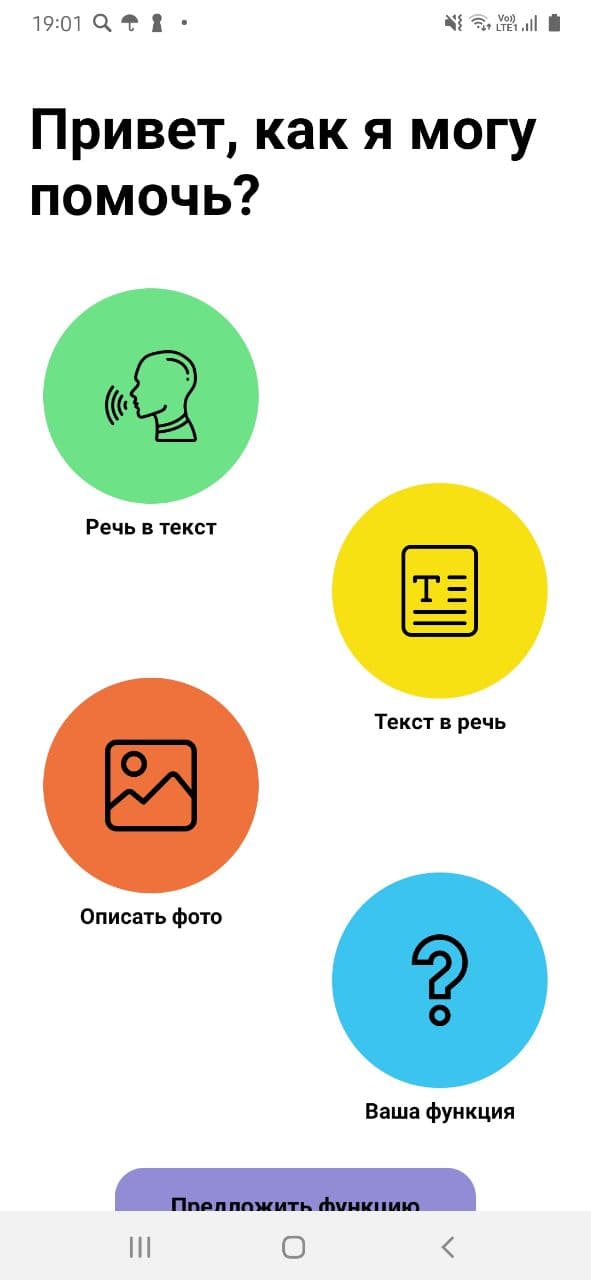 19:01
Vo))
LTE1
Привет, как я могу
помочь?
Речь в текст
T
Текст в речь
Описать фото
Ваша функция
Предложить функцию